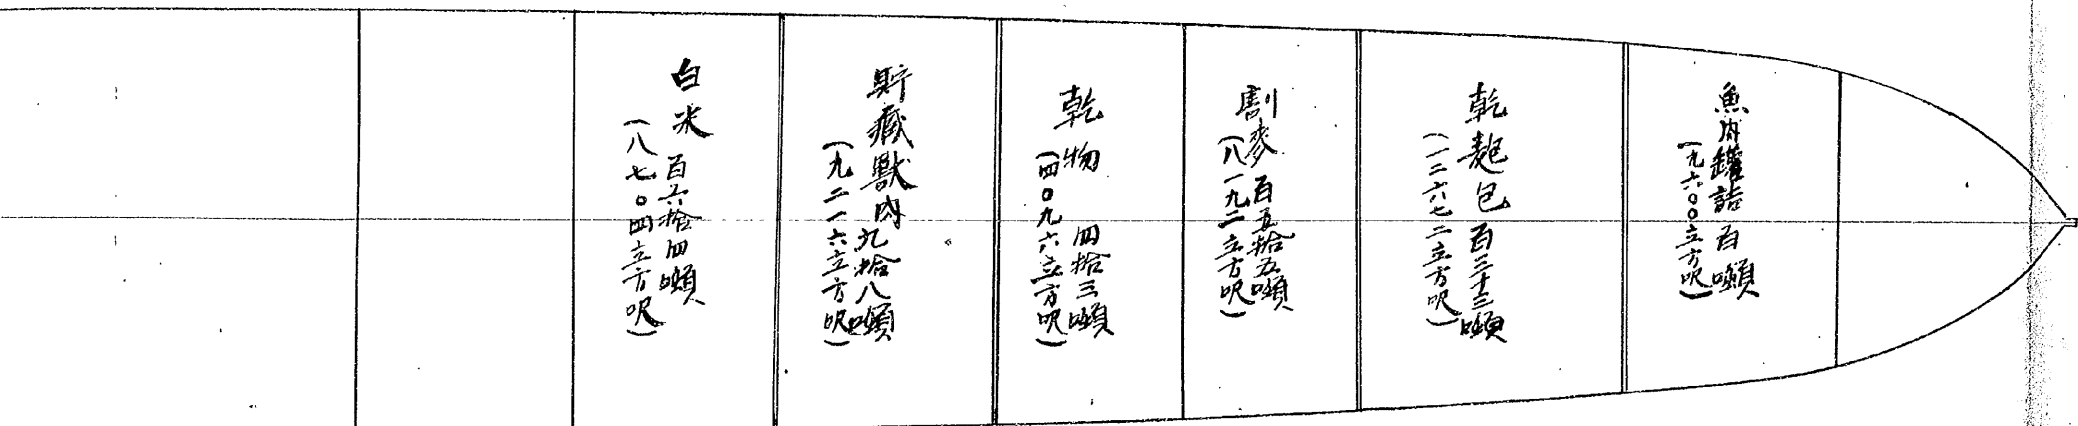 魚肉罐詰 百噸
(九六〇〇立方呎)
乾麭包 百三十三噸
(一二六七二立方呎)
割麥 百五拾五噸
(八一九二立方呎)
乾物 四拾三噸
(四〇九六立方呎)
貯藏獸肉 九拾八噸
(九二一六立方呎)
白米 百六拾四噸
(八七〇四立方呎)